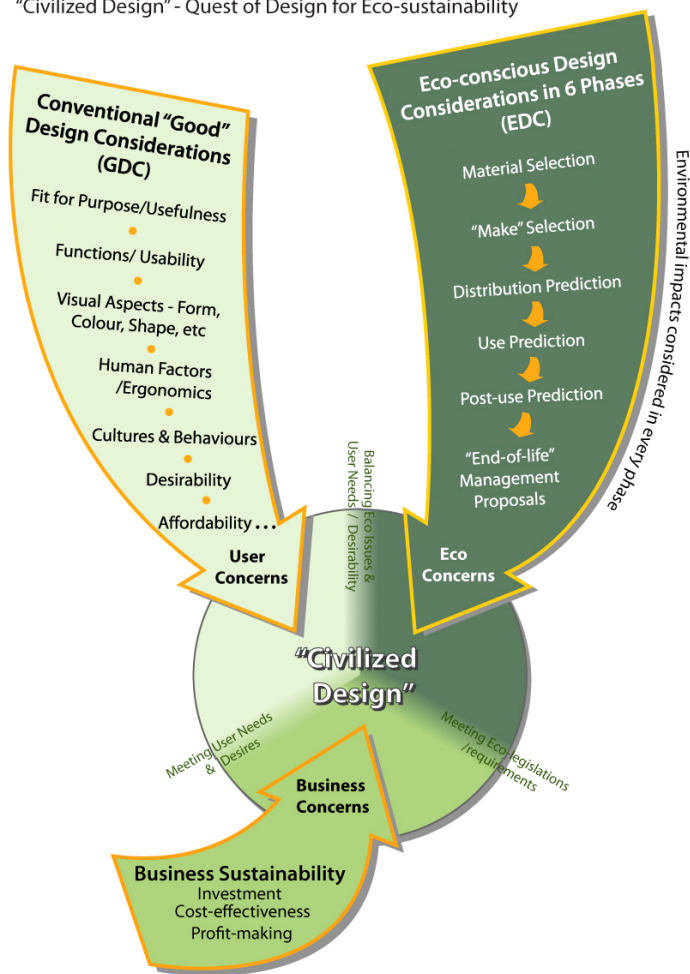 “Civilized Design” - Quest of Design for Eco-sustainability
Conventional “Good”
Design Considerations
(GDC)
Fit for Purpose/Usefulness
Functions/ Usability
Visual Aspects - Form,
Colour, Shape, etc
Human Factors
/Ergonomics
Cultures & Behaviours
Desirability
Affordability...
User
Concerns
Eco-conscious Design
Considerations in 6 Phases
(EDC)
Material Selection
“Make” Selection
Distribution Prediction
Use Prediction
Post-use Prediction
“End-of-life”
Management
Proposals
Eco
Concerns
Environmental impacts considered in every phase
Balancing Eco Issues &
User Needs / Desirability
“Civilized
Design”
Meeting User Needs
& Desires
Meeting Eco-legislations
/requirements
Business
Concerns
Business Sustainability
Investment
Cost-effectiveness
Profit-making